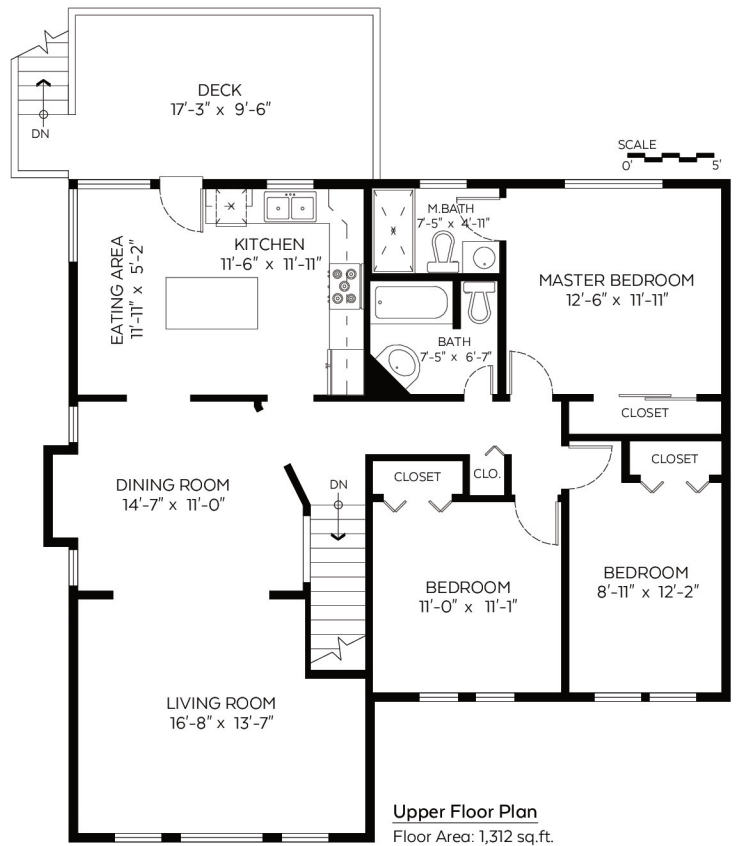 DECK
17'-3" x 9'-6"
DN
SCALE
0' 5'
M.BATH
7'-5" x 4'-11"
KITCHEN
11'-6" x 11'-11"
EATING AREA
11'-11" x 5'-2"
MASTER BEDROOM
12'-6" x 11'-11"
BATH
7'-5" x 6'-7"
CLOSET
CLOSET
CLOSET
CLO.
DINING ROOM
14'-7" x 11'-0"
DN
BEDROOM
11'-0" x 11'-1"
BEDROOM
8'-11" x 12'-2"
LIVING ROOM
16'-8" x 13'-7"
Upper Floor Plan
Floor Area: 1,312 sq.ft.